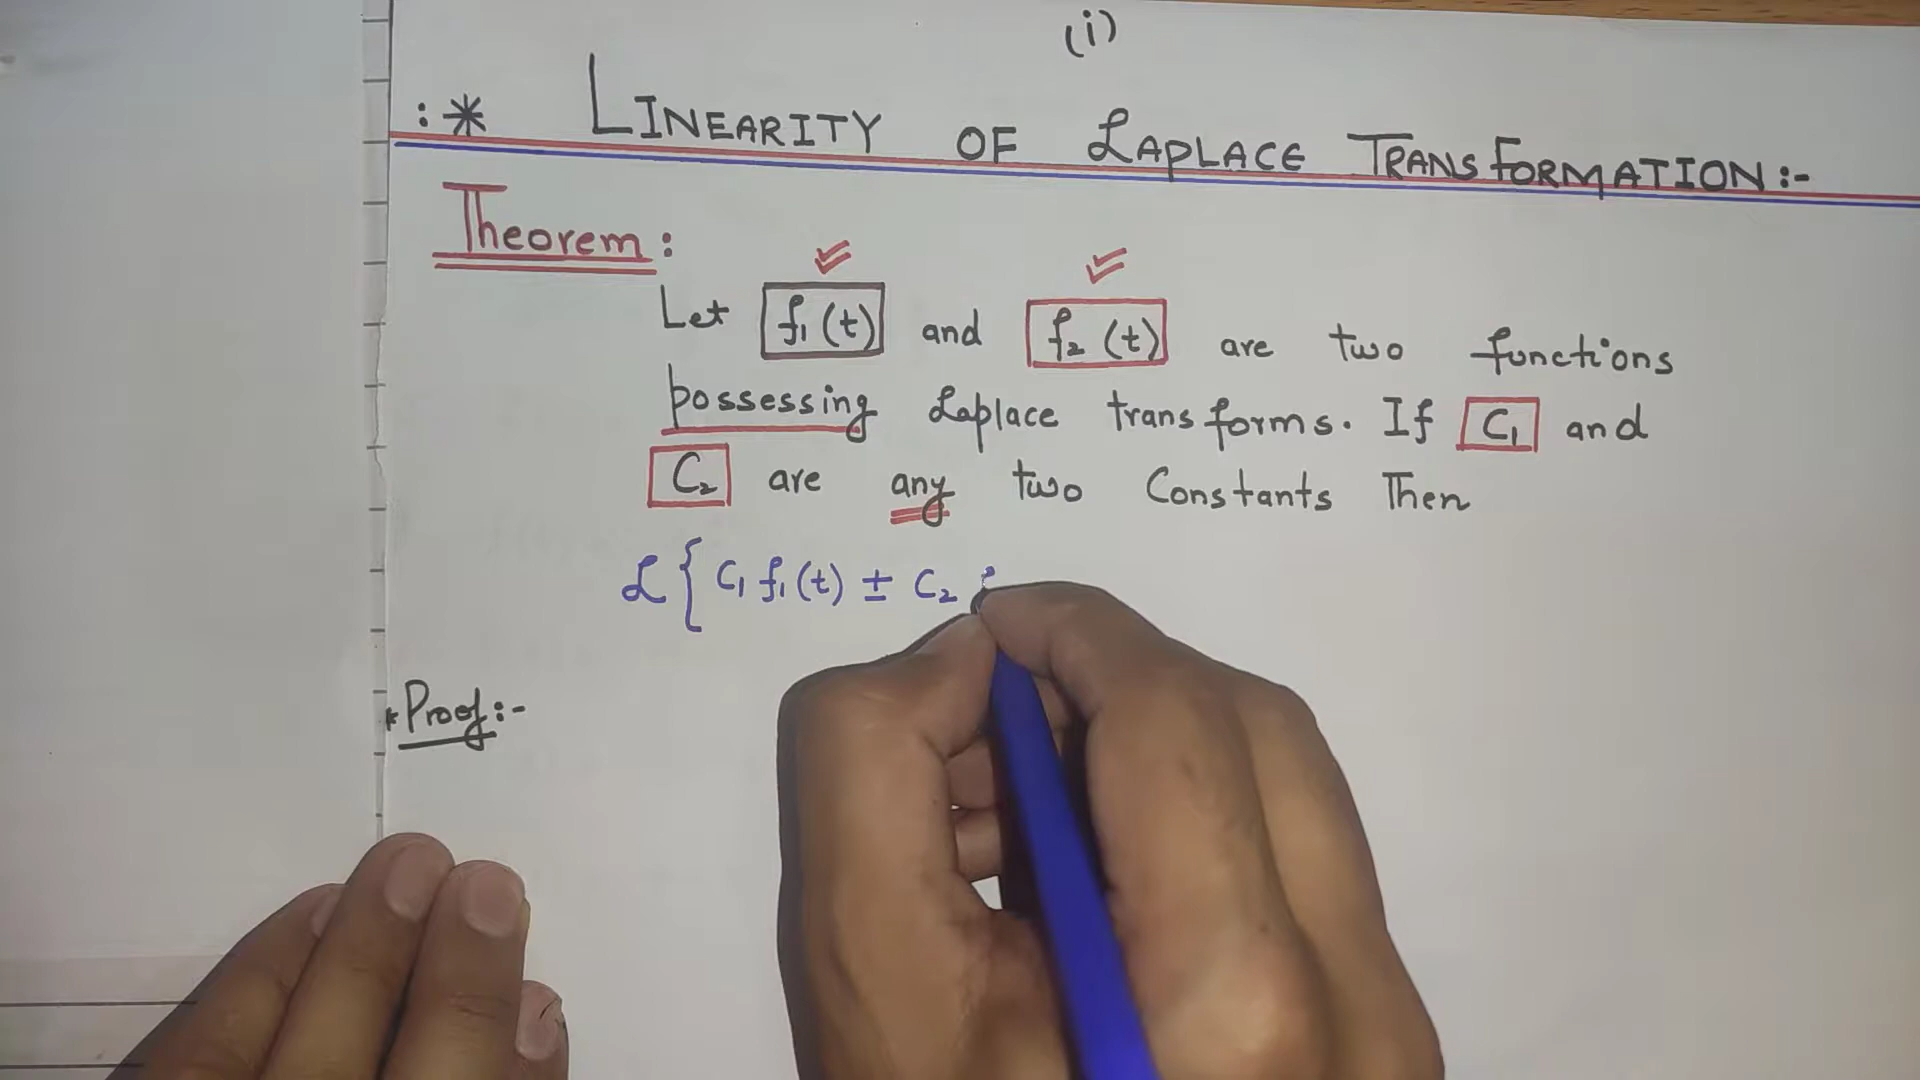 (i)
:* LINEARITY OF LAPLACE TRANSFORMATION:-
Theorem:
Let f₁(t) and f₂(t) are two functions
possessing Laplace transforms. If C₁ and
C₂ are any two Constants Then
ℒ{ C₁ f₁(t) ± C₂
*Proof:-